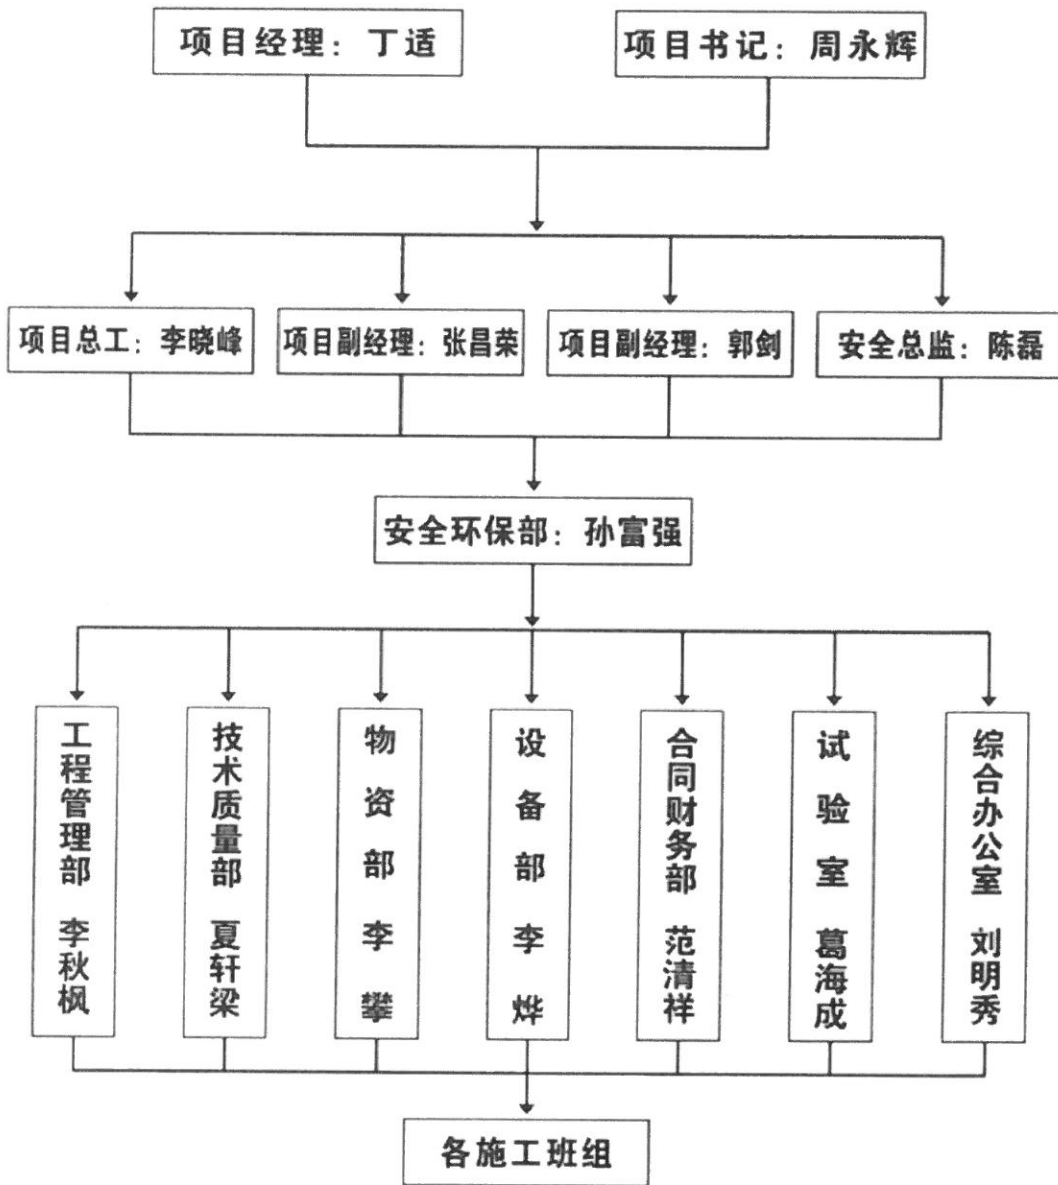 项目经理：丁适
项目书记：周永辉
项目总工：李晓峰
项目副经理：张昌荣
项目副经理：郭剑
安全总监：陈磊
安全环保部：孙富强
工程管理部 李秋枫
技术质量部 夏轩梁
物资部 李攀
设备部 李烨
合同财务部 范清祥
试验室 葛海成
综合办公室 刘明秀
各施工班组